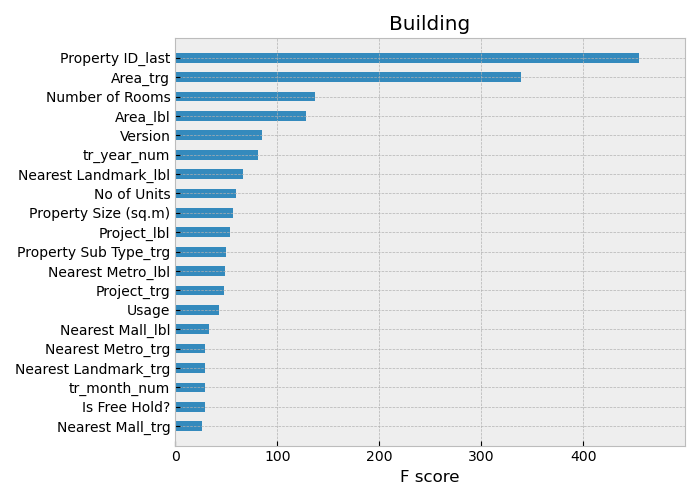 Building
Property ID_last
Area_trg
Number of Rooms
Area_lbl
Version
tr_year_num
Nearest Landmark_lbl
No of Units
Property Size (sq.m)
Project_lbl
Property Sub Type_trg
Nearest Metro_lbl
Project_trg
Usage
Nearest Mall_lbl
Nearest Metro_trg
Nearest Landmark_trg
tr_month_num
Is Free Hold?
Nearest Mall_trg
0 100 200 300 400
F score